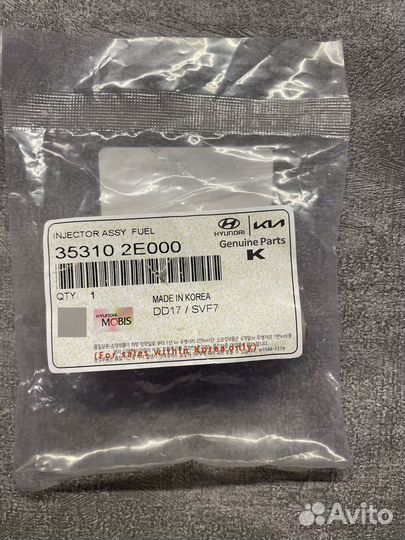 INJECTOR ASSY FUEL
35310 2E000
HYUNDAI KIA
Genuine Parts
K
QTY 1
MADE IN KOREA
DD17 / SVF7
HYUNDAI
MOBIS
(For sales within Korea only)
Avito